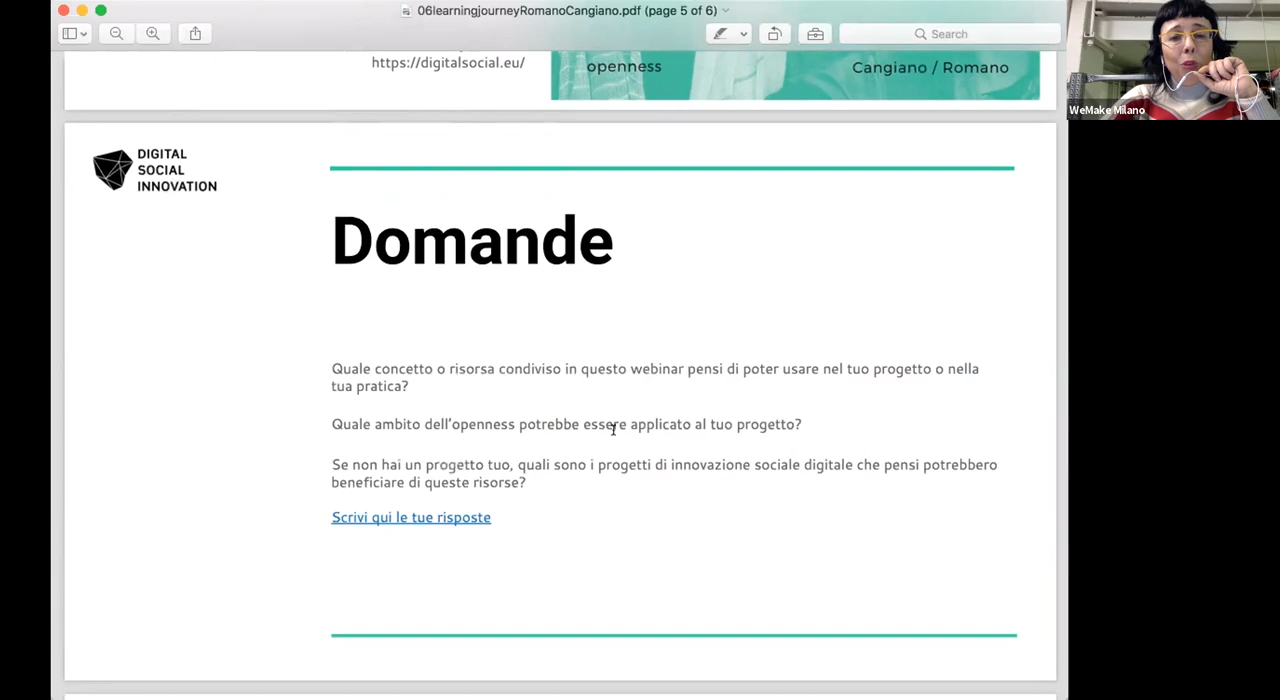 06learningjourneyRomanoCangiano.pdf (page 5 of 6)
Search
https://digitalsocial.eu/
openness
Cangiano / Romano
WeMake Milano
DIGITAL
SOCIAL
INNOVATION
Domande
Quale concetto o risorsa condiviso in questo webinar pensi di poter usare nel tuo progetto o nella
tua pratica?
Quale ambito dell'openness potrebbe essere applicato al tuo progetto?
Se non hai un progetto tuo, quali sono i progetti di innovazione sociale digitale che pensi potrebbero
beneficiare di queste risorse?
Scrivi qui le tue risposte